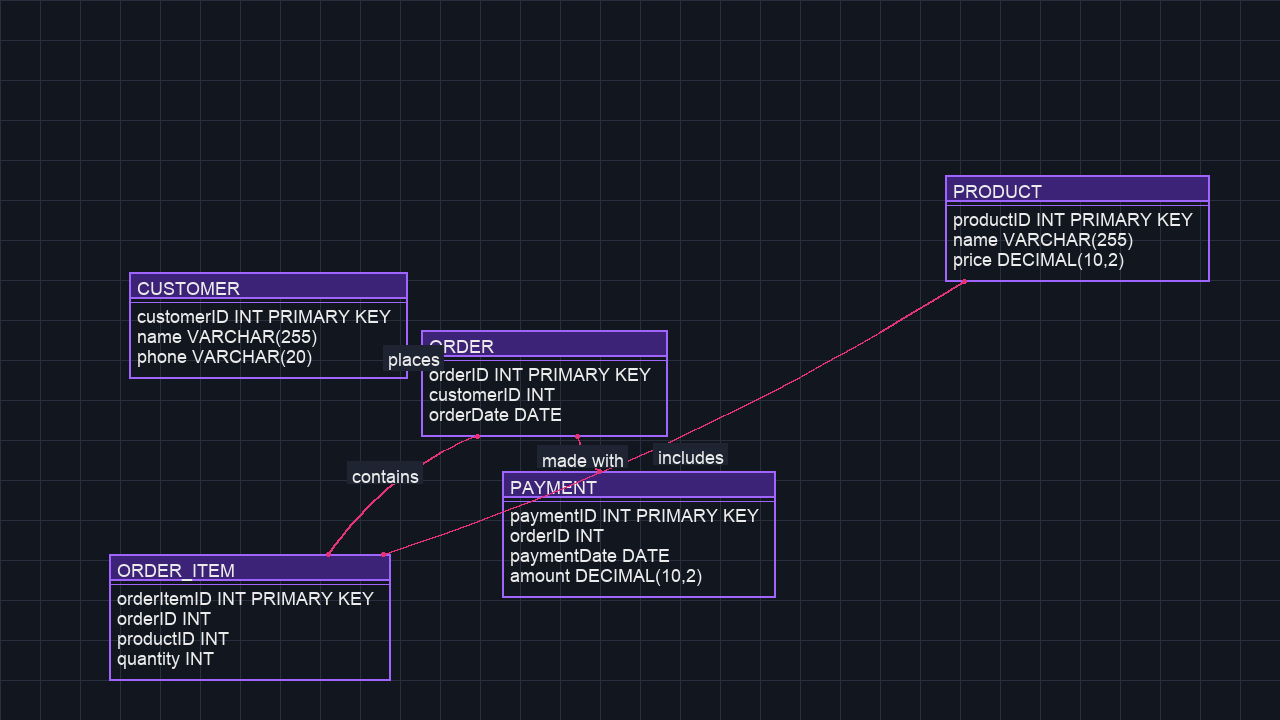 PRODUCT
productID INT PRIMARY KEY
name VARCHAR(255)
price DECIMAL(10,2)
CUSTOMER
customerID INT PRIMARY KEY
name VARCHAR(255)
phone VARCHAR(20)
places
ORDER
orderID INT PRIMARY KEY
customerID INT
orderDate DATE
contains
made with
includes
PAYMENT
paymentID INT PRIMARY KEY
orderID INT
paymentDate DATE
amount DECIMAL(10,2)
ORDER_ITEM
orderItemID INT PRIMARY KEY
orderID INT
productID INT
quantity INT